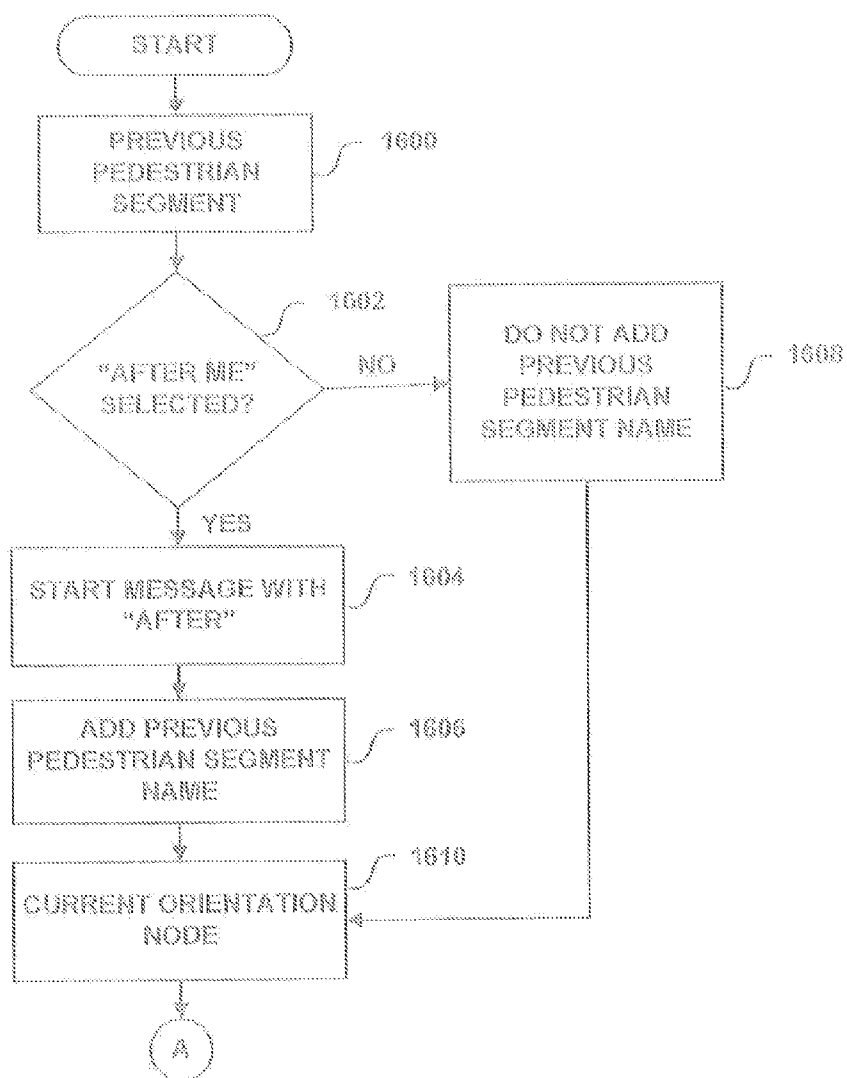 START
PREVIOUS
PEDESTRIAN
SEGMENT
1600
1602
"AFTER ME"
SELECTED?
NO
DO NOT ADD
PREVIOUS
PEDESTRIAN
SEGMENT NAME
1608
YES
START MESSAGE WITH
"AFTER"
1604
ADD PREVIOUS
PEDESTRIAN SEGMENT
NAME
1606
1610
CURRENT ORIENTATION
NODE
A